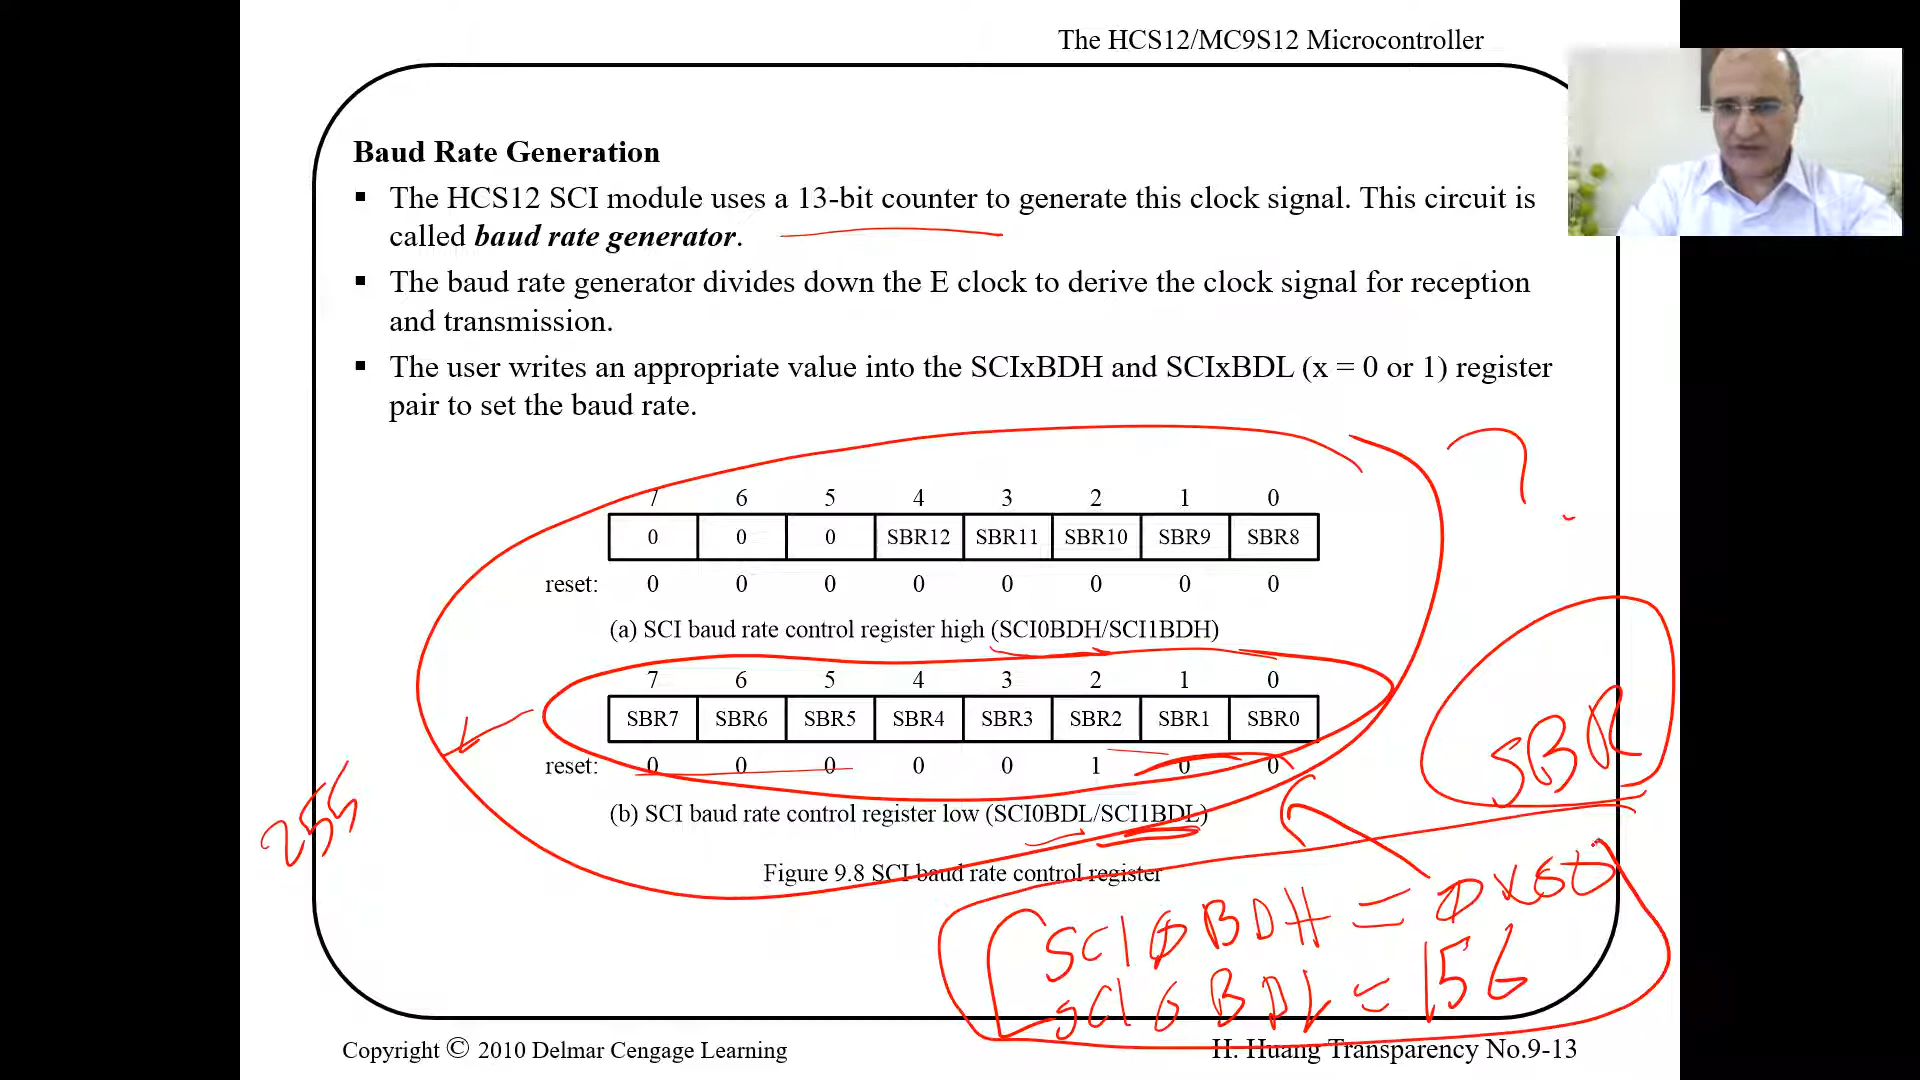 The HCS12/MC9S12 Microcontroller
Baud Rate Generation
▪ The HCS12 SCI module uses a 13-bit counter to generate this clock signal. This circuit is
called baud rate generator.
▪ The baud rate generator divides down the E clock to derive the clock signal for reception
and transmission.
▪ The user writes an appropriate value into the SCIxBDH and SCIxBDL (x = 0 or 1) register
pair to set the baud rate.
?
7 6 5 4 3 2 1 0
0 0 0 SBR12 SBR11 SBR10 SBR9 SBR8
reset: 0 0 0 0 0 0 0 0
(a) SCI baud rate control register high (SCI0BDH/SCI1BDH)
7 6 5 4 3 2 1 0
SBR7 SBR6 SBR5 SBR4 SBR3 SBR2 SBR1 SBR0
SBR
reset: 0 0 0 0 0 1 0 0
255
(b) SCI baud rate control register low (SCI0BDL/SCI1BDL)
Figure 9.8 SCI baud rate control register
SCI0BDH =
SCI0BDL = 156
Copyright © 2010 Delmar Cengage Learning
H. Huang Transparency No.9-13